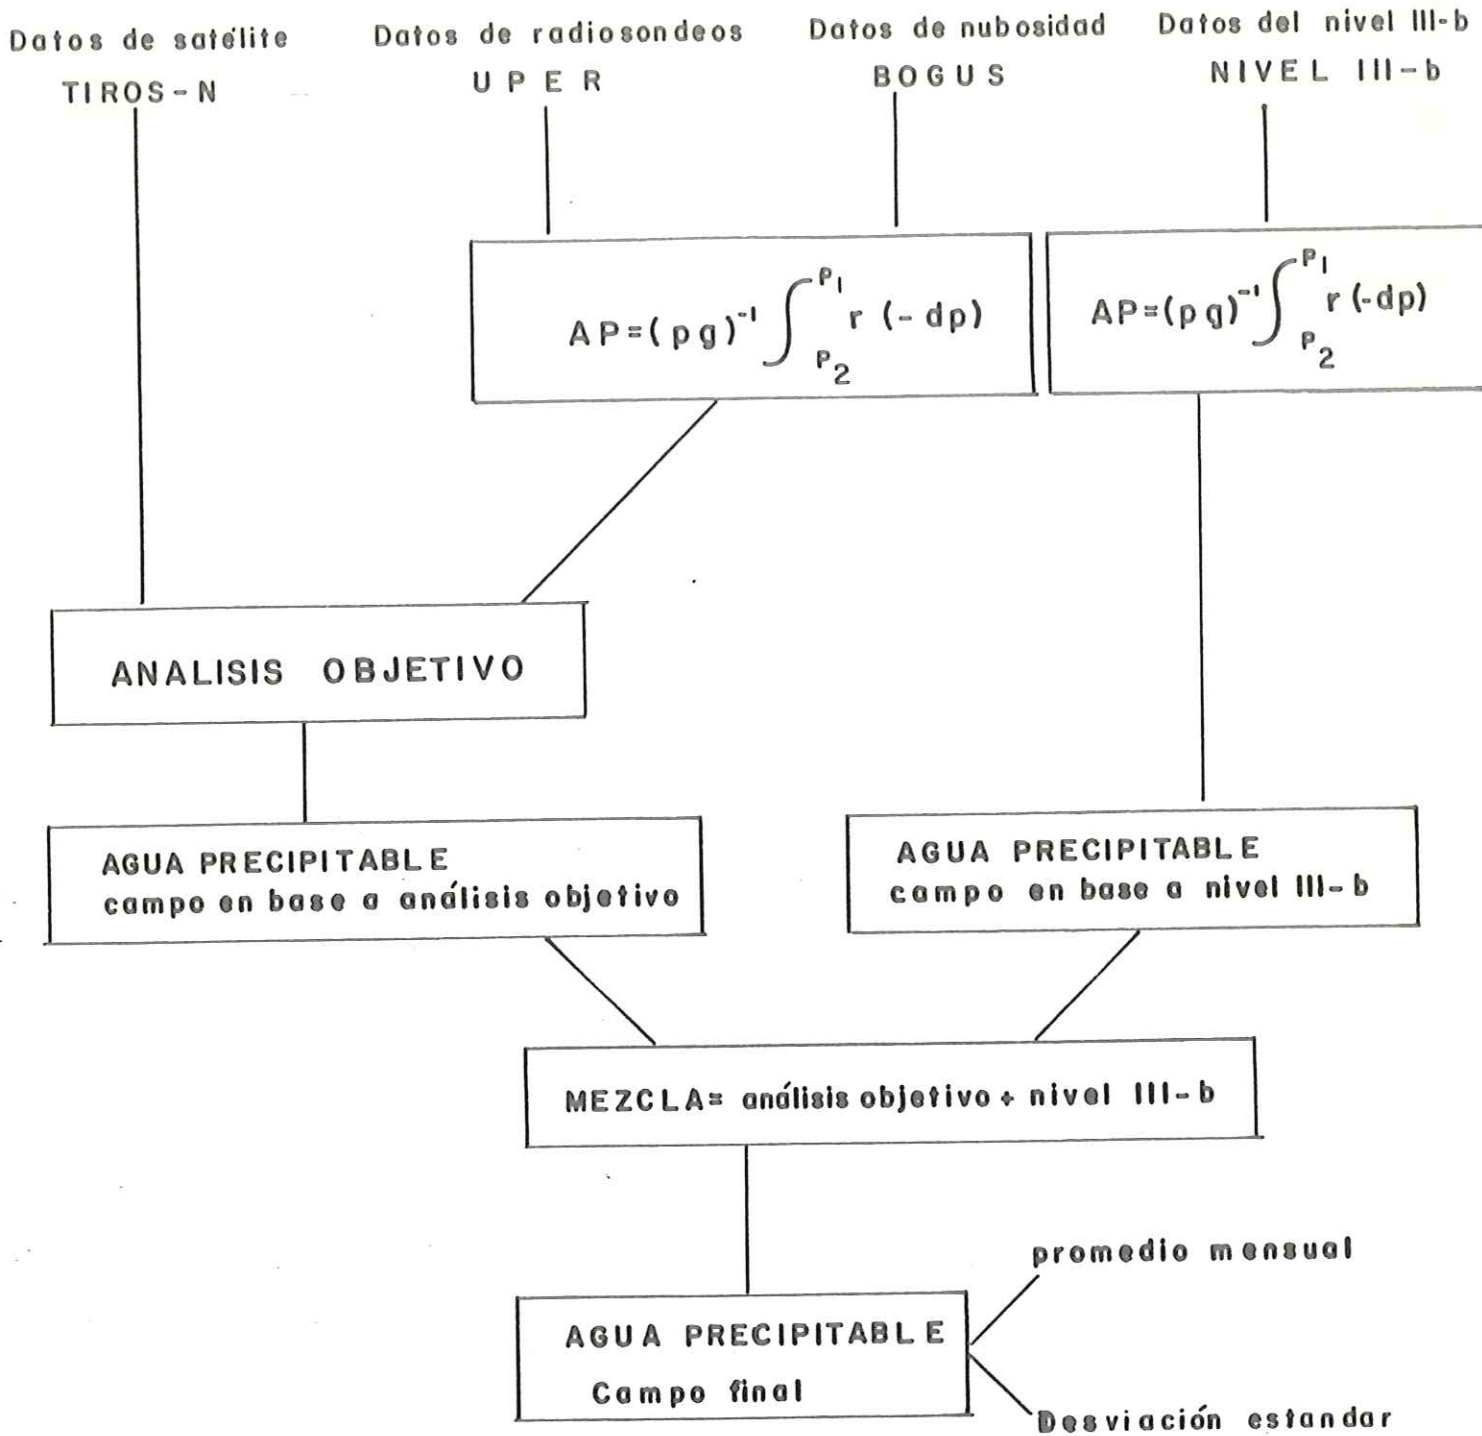 Datos de satélite
TIROS-N
Datos de radiosondeos
UPER
Datos de nubosidad
BOGUS
Datos del nivel III-b
NIVEL III-b
AP=(pg)⁻¹ ∫_{P₂}^{P₁} r (-dp)
AP=(pg)⁻¹ ∫_{P₂}^{P₁} r (-dp)
ANALISIS OBJETIVO
AGUA PRECIPITABLE
campo en base a análisis objetivo
AGUA PRECIPITABLE
campo en base a nivel III-b
MEZCLA= análisis objetivo + nivel III-b
AGUA PRECIPITABLE
Campo final
promedio mensual
Desviación estandar